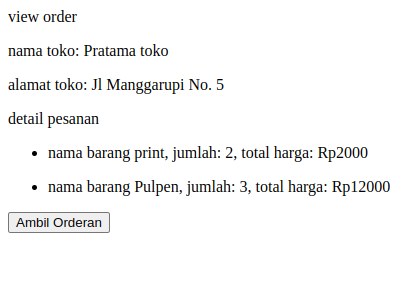 view order
nama toko: Pratama toko
alamat toko: Jl Manggarupi No. 5
detail pesanan
nama barang print, jumlah: 2, total harga: Rp2000
nama barang Pulpen, jumlah: 3, total harga: Rp12000
Ambil Orderan